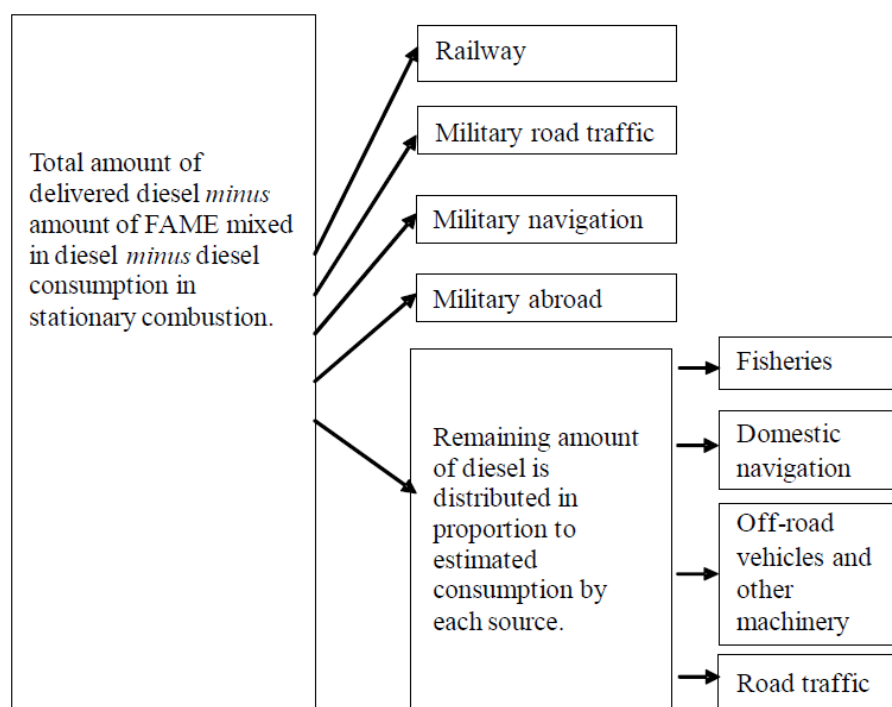 Total amount of
delivered diesel minus
amount of FAME mixed
in diesel minus diesel
consumption in
stationary combustion.
Railway
Military road traffic
Military navigation
Military abroad
Remaining amount
of diesel is
distributed in
proportion to
estimated
consumption by
each source.
Fisheries
Domestic
navigation
Off-road
vehicles and
other
machinery
Road traffic